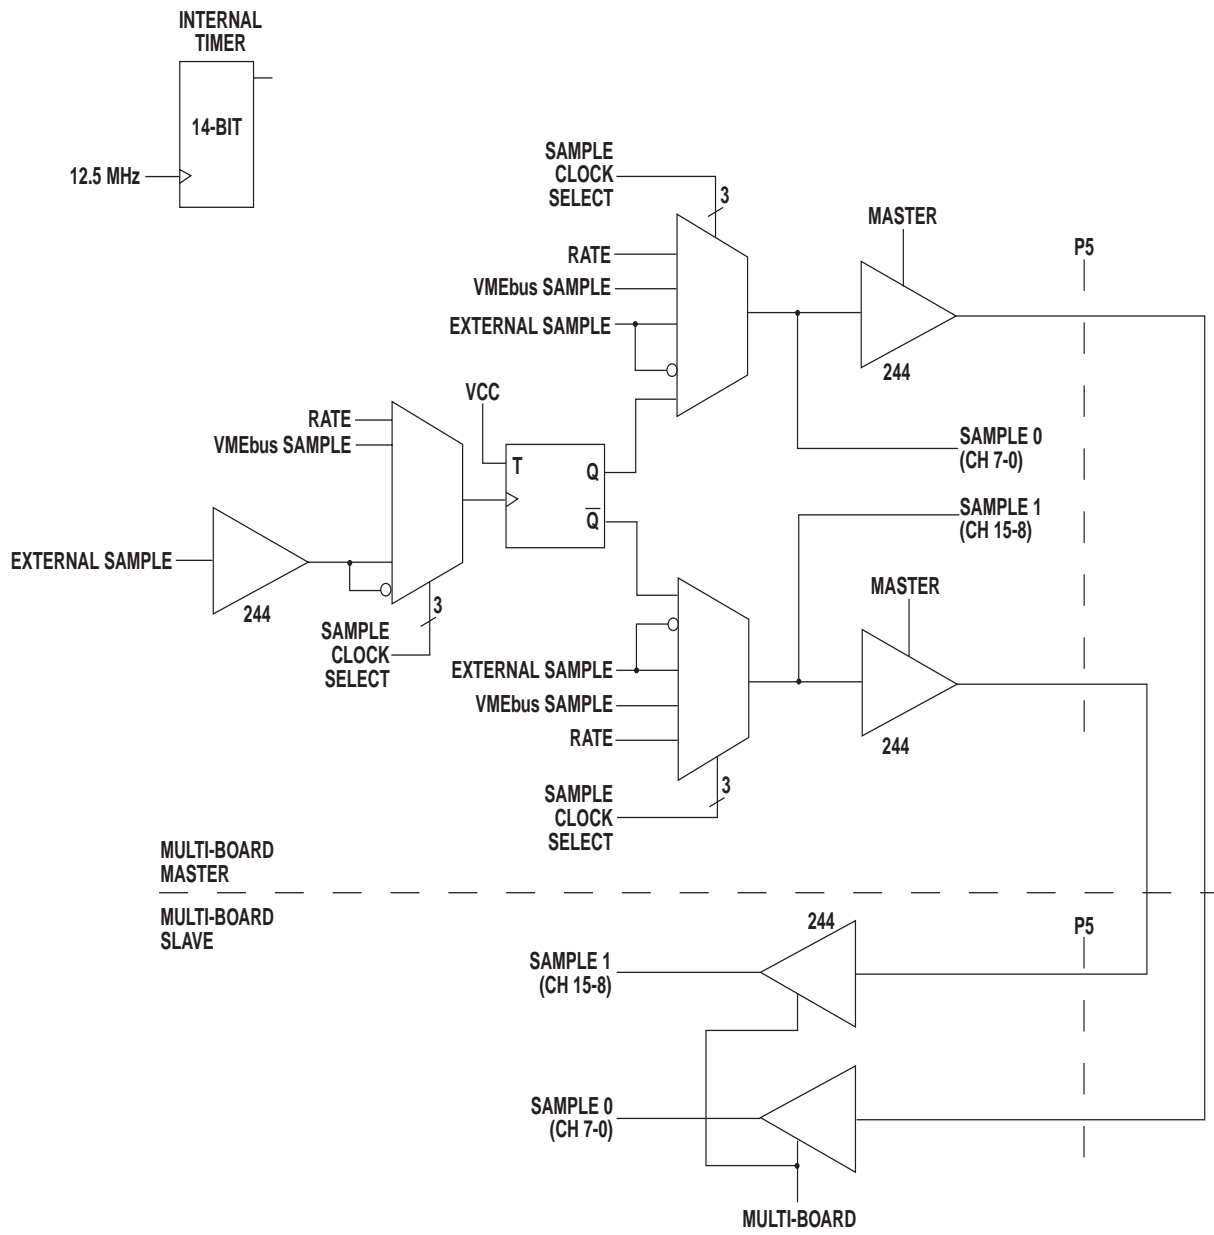 INTERNAL
TIMER
14-BIT
12.5 MHz
SAMPLE
CLOCK
SELECT
3
MASTER
P5
RATE
VMEbus SAMPLE
EXTERNAL SAMPLE
244
VCC
RATE
VMEbus SAMPLE
T
Q
Q̅
SAMPLE 0
(CH 7-0)
SAMPLE 1
(CH 15-8)
EXTERNAL SAMPLE
244
3
SAMPLE
CLOCK
SELECT
MASTER
EXTERNAL SAMPLE
VMEbus SAMPLE
RATE
244
3
SAMPLE
CLOCK
SELECT
MULTI-BOARD
MASTER
MULTI-BOARD
SLAVE
244
P5
SAMPLE 1
(CH 15-8)
SAMPLE 0
(CH 7-0)
MULTI-BOARD